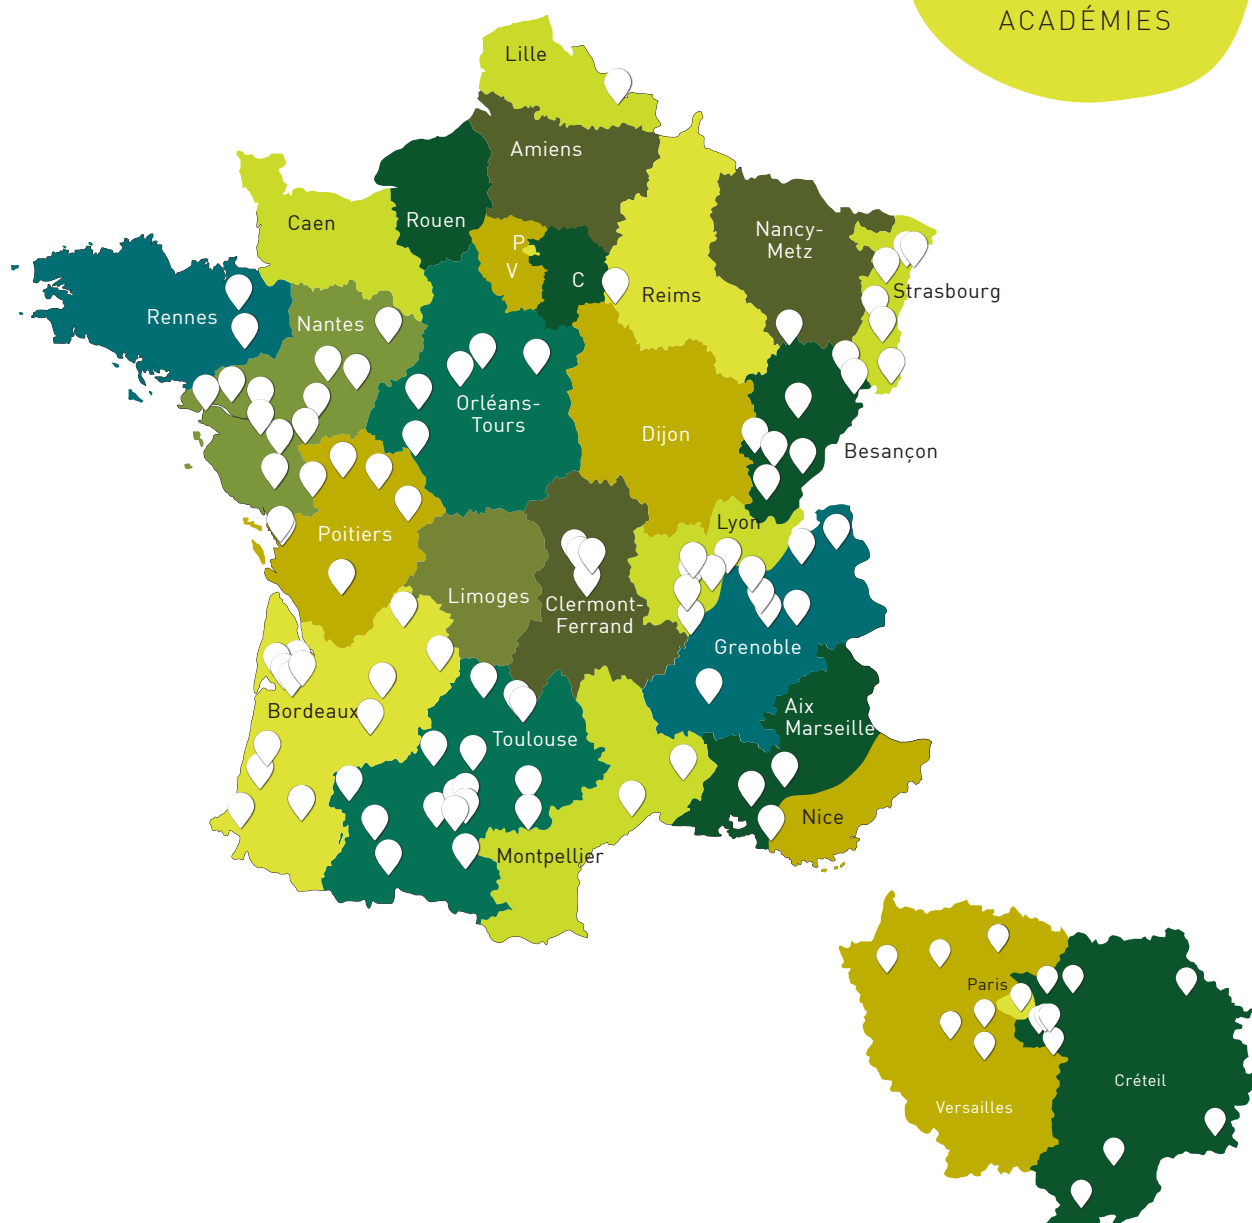 ACADÉMIES
Lille
Amiens
Rouen
Caen
P
V
C
Reims
Nancy-
Metz
Strasbourg
Rennes
Nantes
Orléans-
Tours
Dijon
Besançon
Poitiers
Limoges
Clermont-
Ferrand
Lyon
Grenoble
Bordeaux
Toulouse
Aix
Marseille
Nice
Montpellier
Paris
Créteil
Versailles